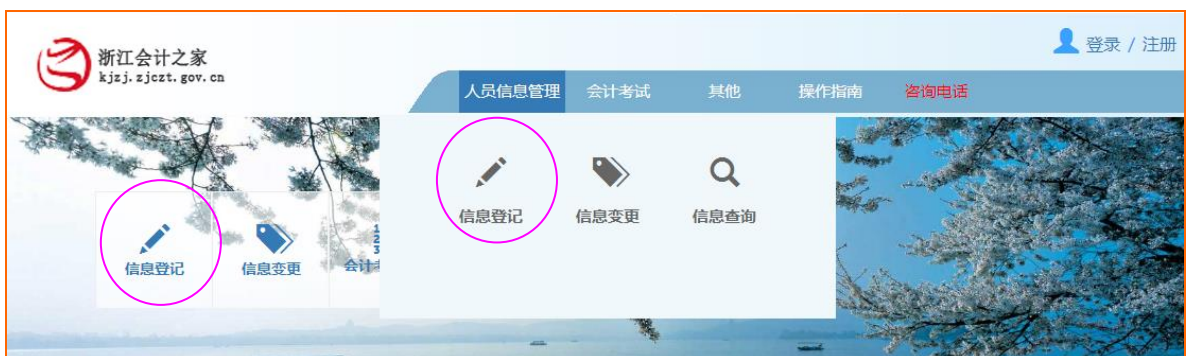 浙江会计之家
kjzj.zjczt.gov.cn
登录 / 注册
人员信息管理 会计考试 其他 操作指南 咨询电话
信息登记 信息变更 信息查询
信息登记 信息变更 会计